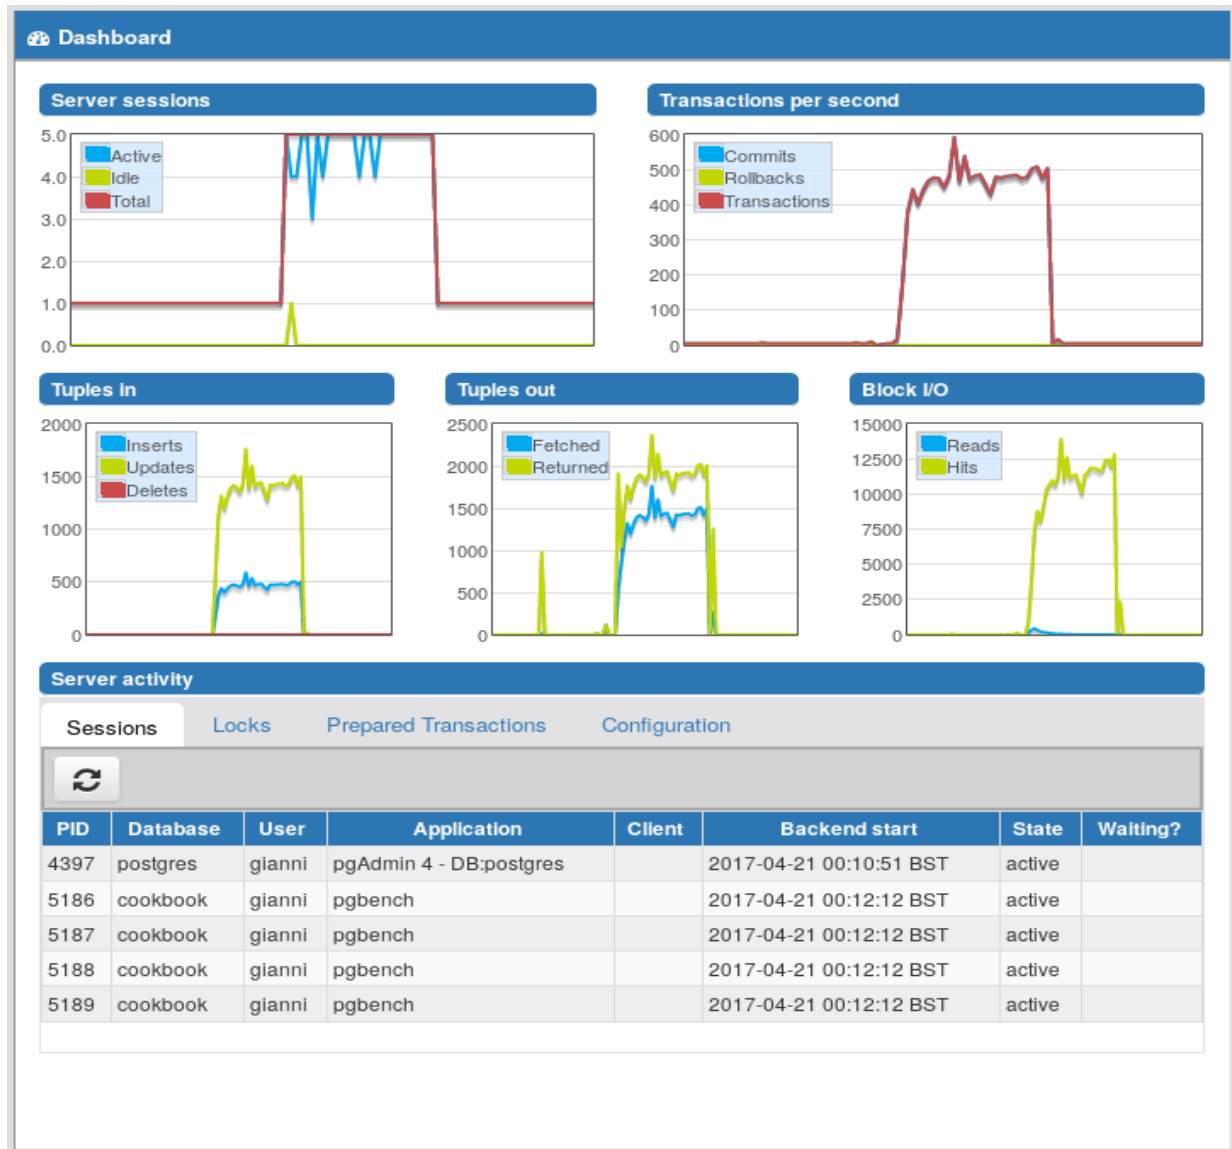 Dashboard
Server sessions
5.0
4.0
3.0
2.0
1.0
0.0
Active
Idle
Total
Transactions per second
600
500
400
300
200
100
0
Commits
Rollbacks
Transactions
Tuples in
2000
1500
1000
500
0
Inserts
Updates
Deletes
Tuples out
2500
2000
1500
1000
500
0
Fetched
Returned
Block I/O
15000
12500
10000
7500
5000
2500
0
Reads
Hits
Server activity
Sessions Locks Prepared Transactions Configuration
PID Database User Application Client Backend start State Waiting?
4397 postgres gianni pgAdmin 4 - DB:postgres 2017-04-21 00:10:51 BST active
5186 cookbook gianni pgbench 2017-04-21 00:12:12 BST active
5187 cookbook gianni pgbench 2017-04-21 00:12:12 BST active
5188 cookbook gianni pgbench 2017-04-21 00:12:12 BST active
5189 cookbook gianni pgbench 2017-04-21 00:12:12 BST active